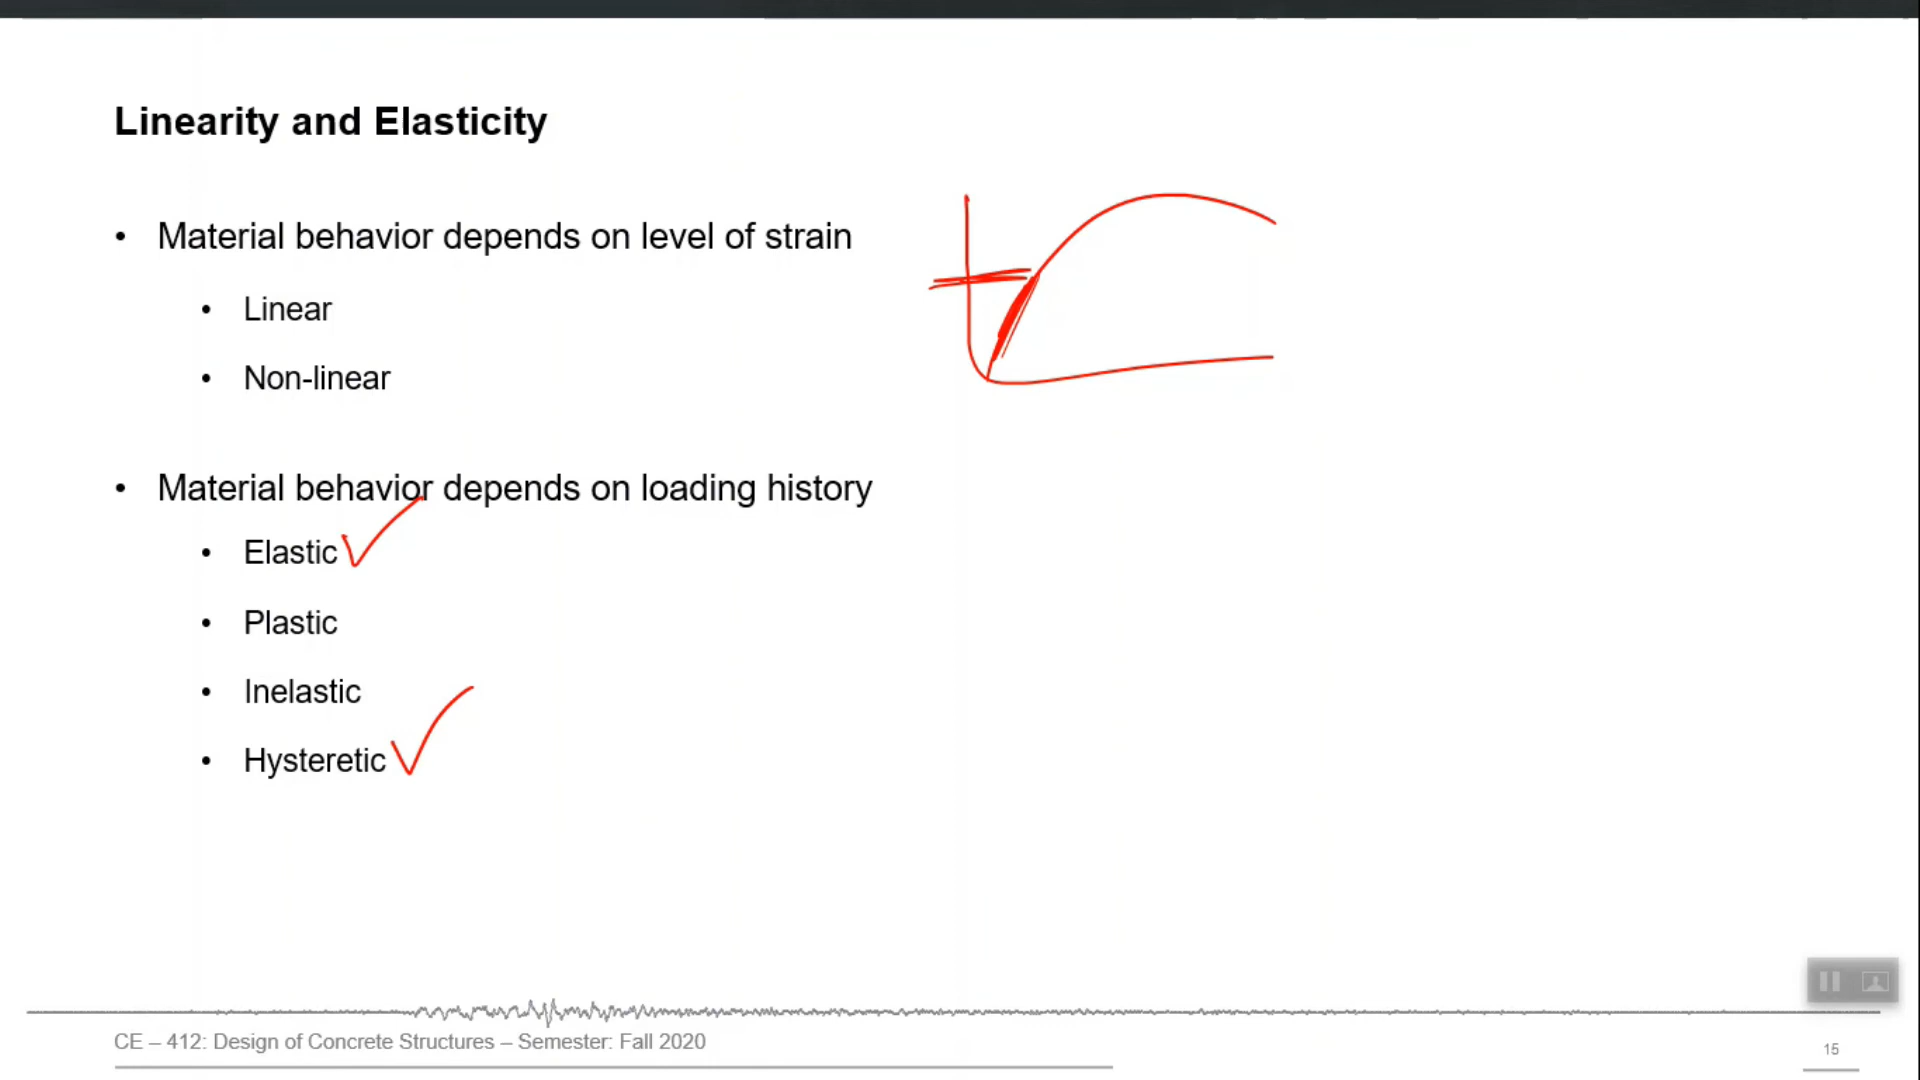 Linearity and Elasticity
• Material behavior depends on level of strain
• Linear
• Non-linear
• Material behavior depends on loading history
• Elastic
• Plastic
• Inelastic
• Hysteretic
CE – 412: Design of Concrete Structures – Semester: Fall 2020
15